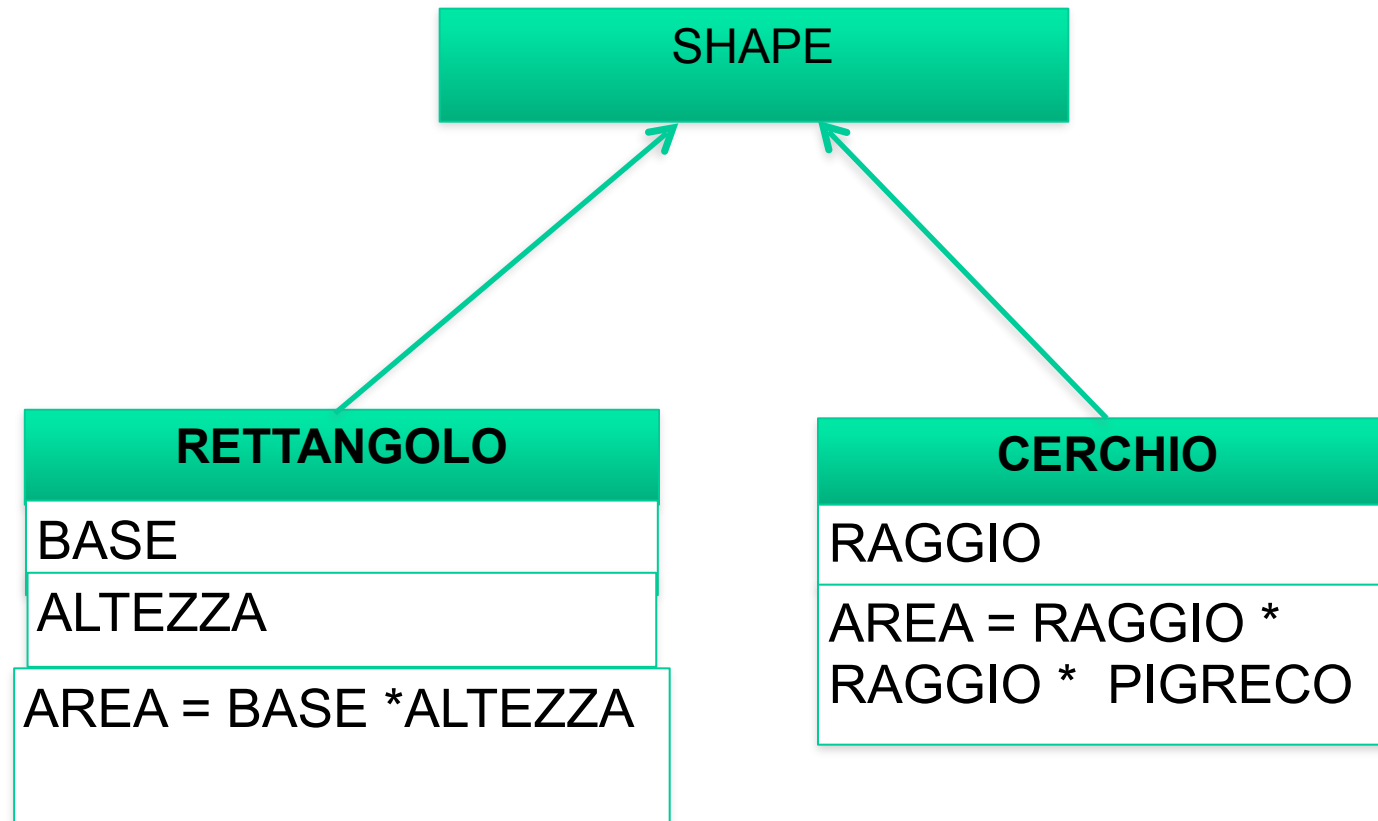 SHAPE
RETTANGOLO
BASE
ALTEZZA
AREA = BASE *ALTEZZA
CERCHIO
RAGGIO
AREA = RAGGIO *
RAGGIO * PIGRECO